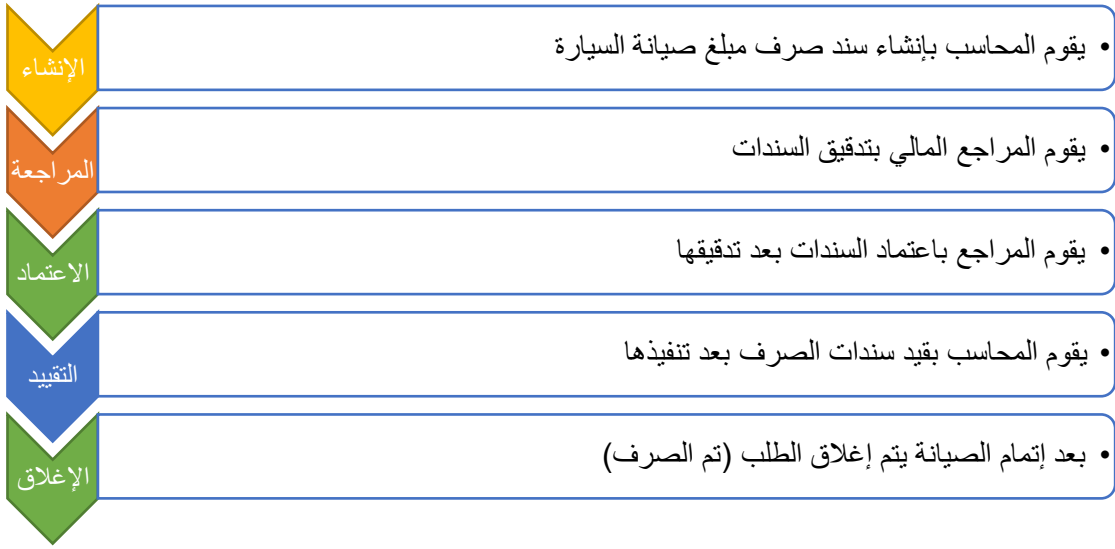 الإنشاء
• يقوم المحاسب بإنشاء سند صرف مبلغ صيانة السيارة
المراجعة
• يقوم المراجع المالي بتدقيق السندات
الاعتماد
• يقوم المراجع باعتماد السندات بعد تدقيقها
التقييد
• يقوم المحاسب بقيد سندات الصرف بعد تنفيذها
الإغلاق
• بعد إتمام الصيانة يتم إغلاق الطلب (تم الصرف)